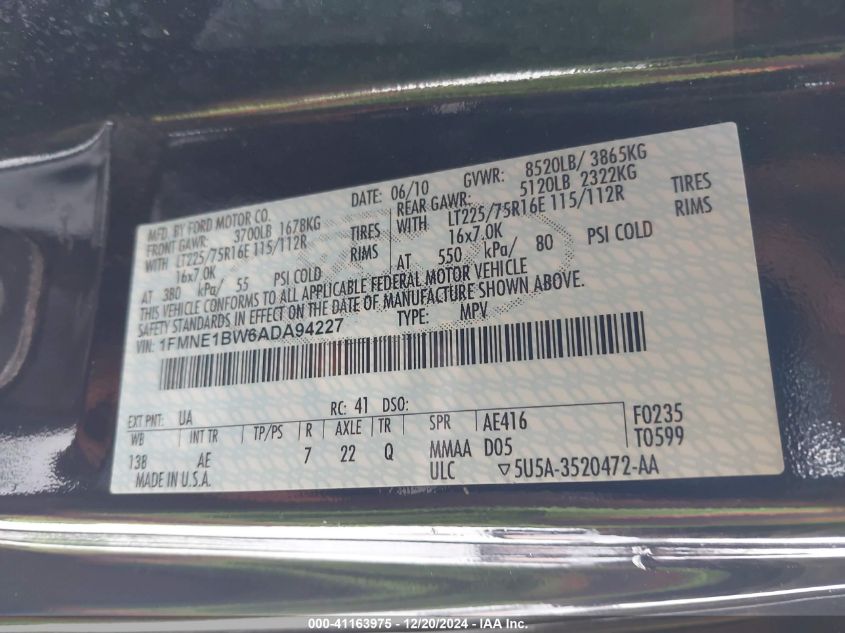 MFD. BY FORD MOTOR CO. DATE: 06/10 GVWR: 8520LB/ 3865KG
FRONT GAWR: 3700LB 1678KG REAR GAWR: 5120LB 2322KG
WITH LT225/75R16E 115/112R TIRES WITH LT225/75R16E 115/112R TIRES
16x7.0K RIMS 16x7.0K RIMS
AT 380 kPa/ 55 PSI COLD AT 550 kPa/ 80 PSI COLD
THIS VEHICLE CONFORMS TO ALL APPLICABLE FEDERAL MOTOR VEHICLE
SAFETY STANDARDS IN EFFECT ON THE DATE OF MANUFACTURE SHOWN ABOVE.
VIN: 1FMNE1BW6ADA94227 TYPE: MPV
EXT PNT: UA RC: 41 DSO: F0235
WB INT TR TP/PS R AXLE TR SPR AE416 T0599
138 AE 7 22 Q MMAA D05
MADE IN U.S.A. ULC ▽5U5A-3520472-AA
000-41163975 - 12/20/2024 - IAA Inc.